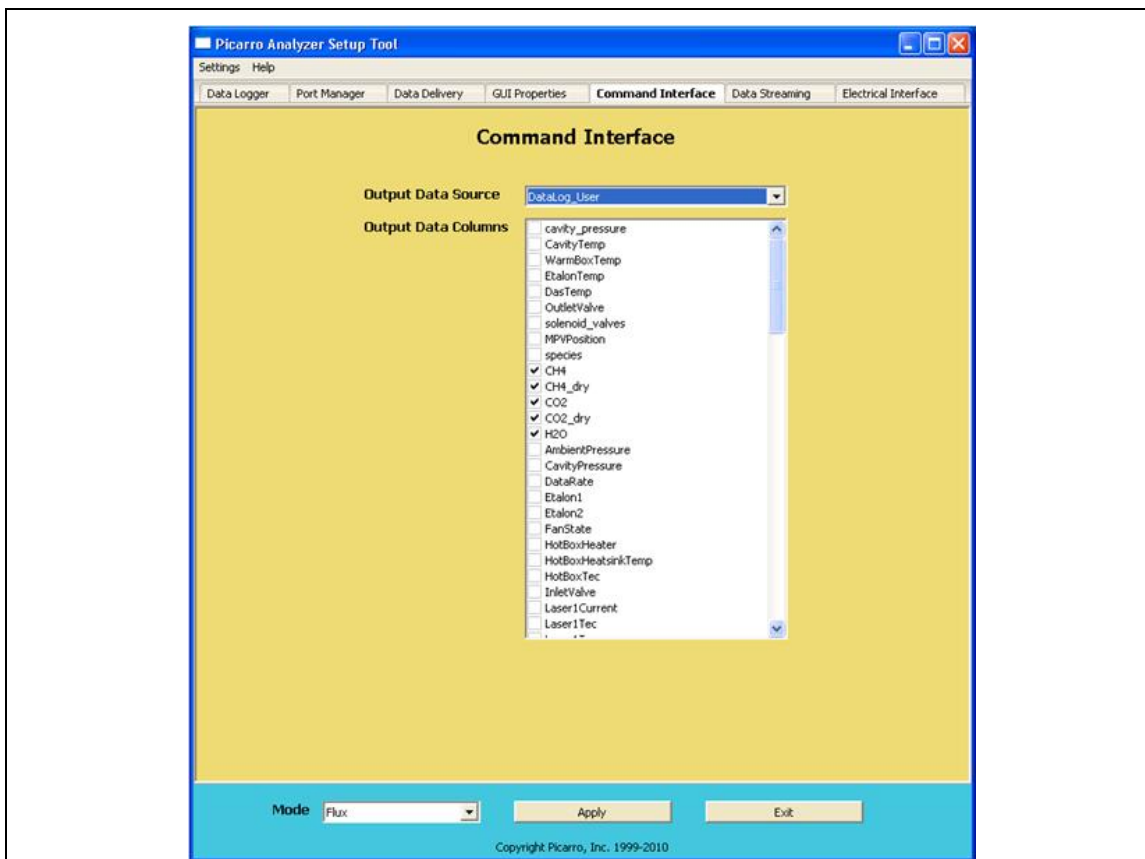 Picarro Analyzer Setup Tool
Settings Help
Data Logger Port Manager Data Delivery GUI Properties Command Interface Data Streaming Electrical Interface
Command Interface
Output Data Source DataLog_User
Output Data Columns
cavity_pressure
CavityTemp
WarmBoxTemp
EtalonTemp
DasTemp
OutletValve
solenoid_valves
MPVPosition
species
CH4
CH4_dry
CO2
CO2_dry
H2O
AmbientPressure
CavityPressure
DataRate
Etalon1
Etalon2
FanState
HotBoxHeater
HotBoxHeatsinkTemp
HotBoxTec
InletValve
Laser1Current
Laser1Tec
Mode Flux Apply Exit
Copyright Picarro, Inc. 1999-2010